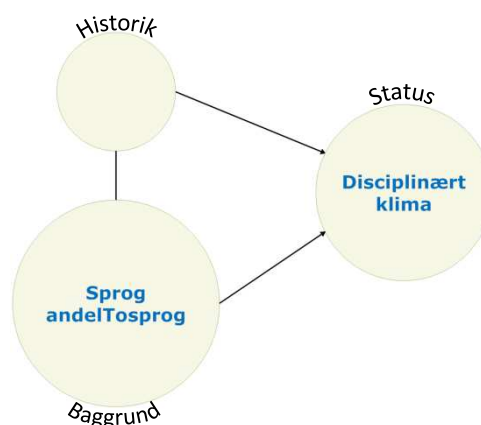 Historik
Status
Disciplinært
klima
Sprog
andelTosprog
Baggrund